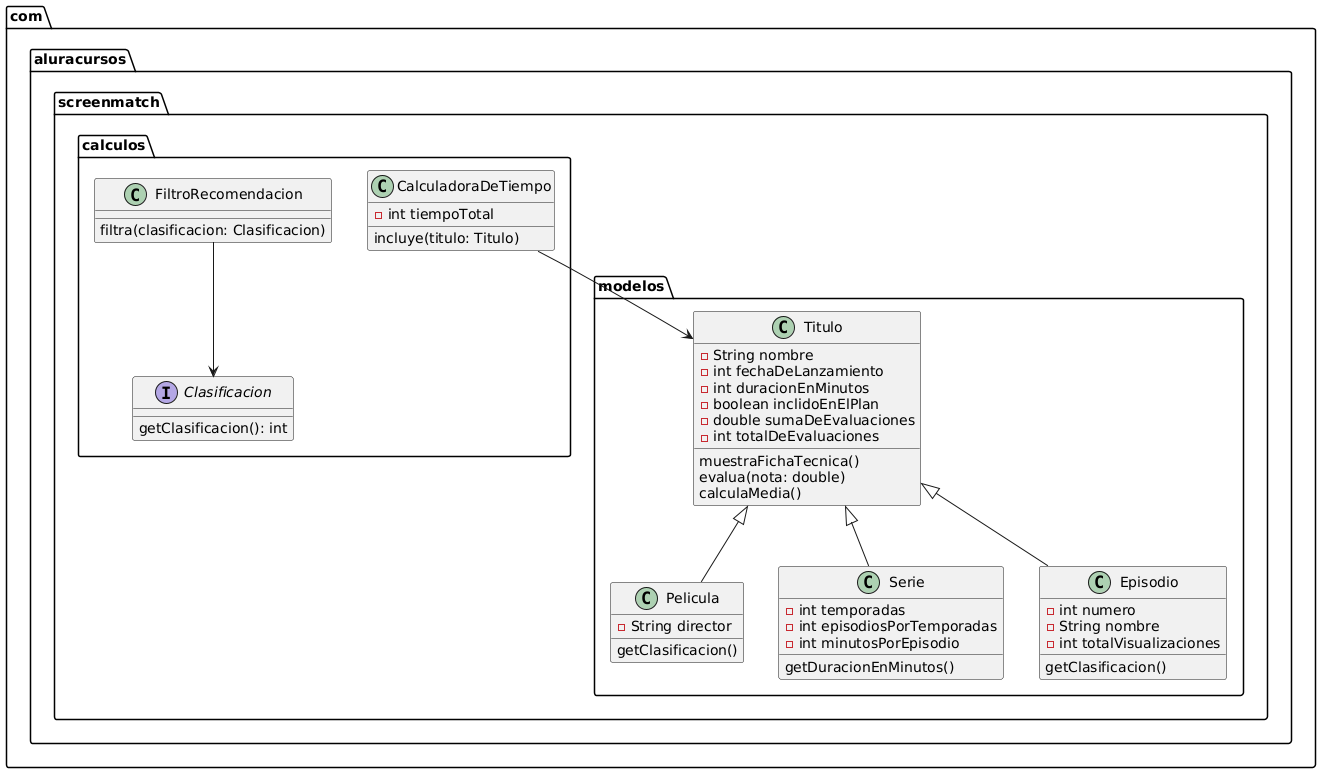 com
aluracursos
screenmatch
calculos
C FiltroRecomendacion
filtra(clasificacion: Clasificacion)
C CalculadoraDeTiempo
int tiempoTotal
incluye(titulo: Titulo)
I Clasificacion
getClasificacion(): int
modelos
C Titulo
String nombre
int fechaDeLanzamiento
int duracionEnMinutos
boolean inclidoEnElPlan
double sumaDeEvaluaciones
int totalDeEvaluaciones
muestraFichaTecnica()
evalua(nota: double)
calculaMedia()
C Pelicula
String director
getClasificacion()
C Serie
int temporadas
int episodiosPorTemporadas
int minutosPorEpisodio
getDuracionEnMinutos()
C Episodio
int numero
String nombre
int totalVisualizaciones
getClasificacion()